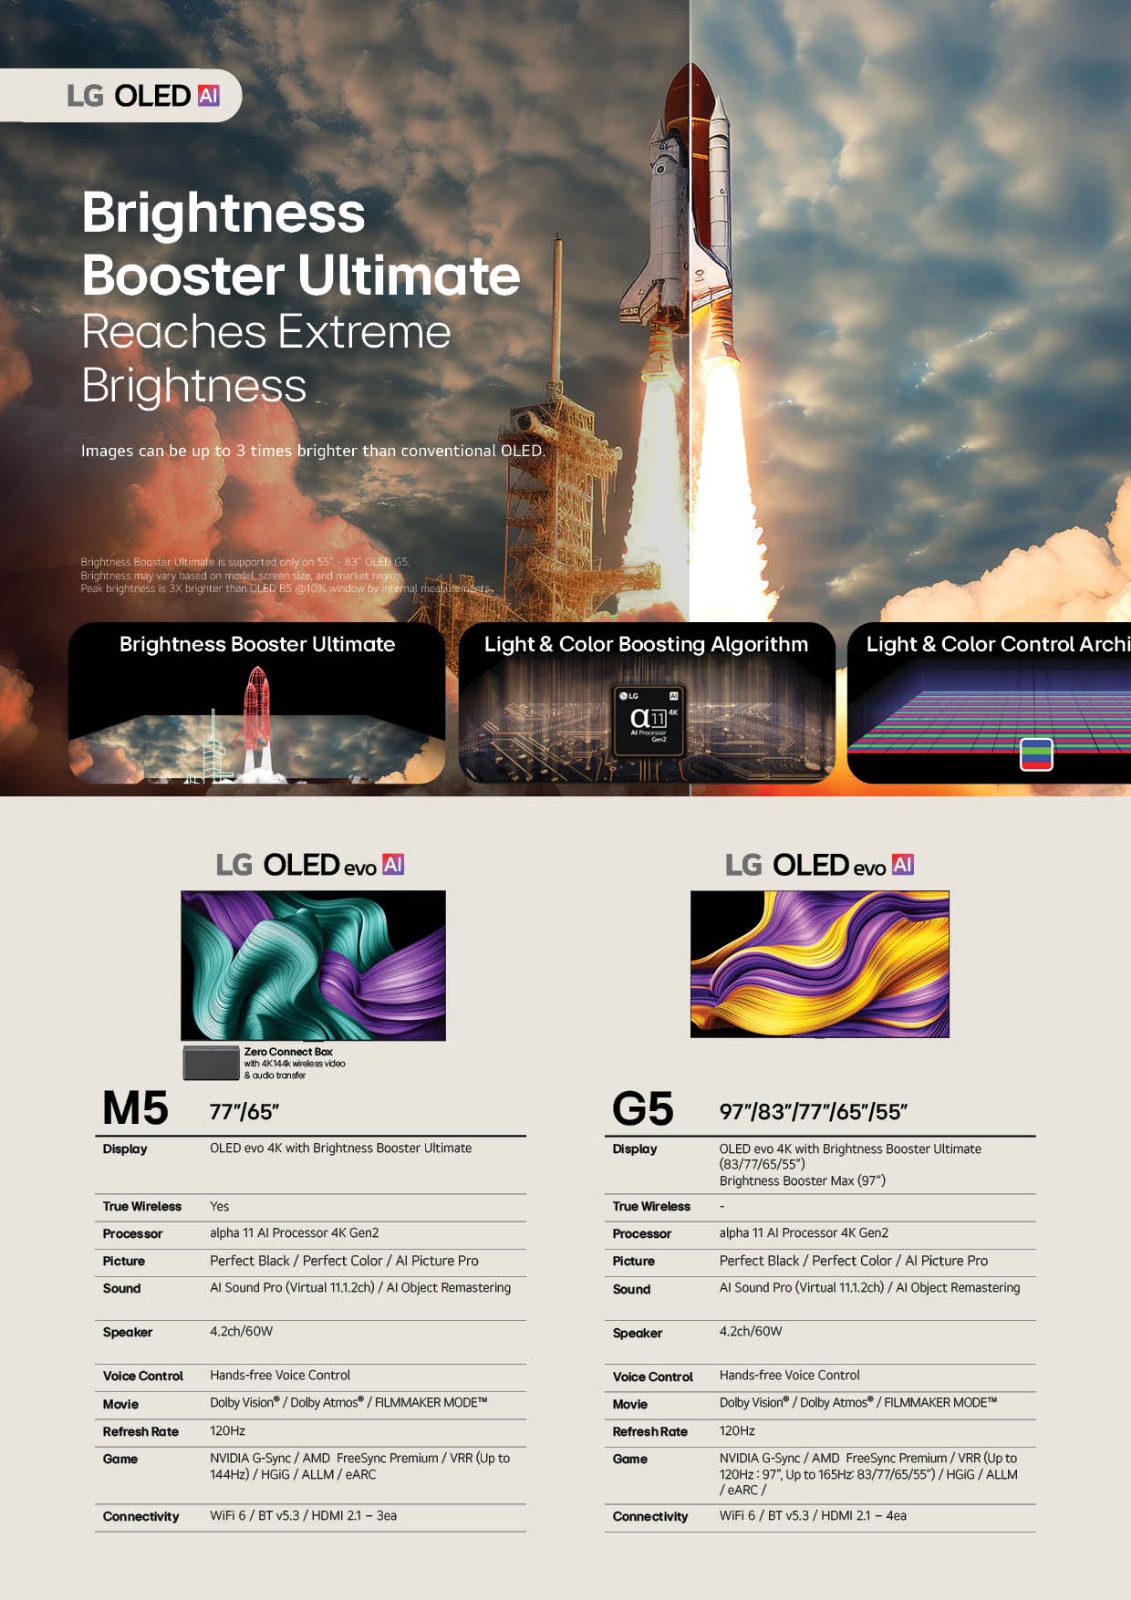 LG OLED AI
Brightness
Booster Ultimate
Reaches Extreme
Brightness
Images can be up to 3 times brighter than conventional OLED.
Brightness Booster Ultimate is supported only on 55" - 83" OLED G5.
Brightness may vary based on model, screen size, and market region.
Peak brightness is 3X brighter than OLED B5 @10% window by internal measurements.
Brightness Booster Ultimate
Light & Color Boosting Algorithm
Light & Color Control Archi
LG AI
α11 4K
AI Processor
Gen2
LG OLED evo AI
Zero Connect Box
with 4K144k wireless video
& audio transfer
M5 77"/65"
Display OLED evo 4K with Brightness Booster Ultimate
True Wireless Yes
Processor alpha 11 AI Processor 4K Gen2
Picture Perfect Black / Perfect Color / AI Picture Pro
Sound AI Sound Pro (Virtual 11.1.2ch) / AI Object Remastering
Speaker 4.2ch/60W
Voice Control Hands-free Voice Control
Movie Dolby Vision® / Dolby Atmos® / FILMMAKER MODE™
Refresh Rate 120Hz
Game NVIDIA G-Sync / AMD FreeSync Premium / VRR (Up to
144Hz) / HGiG / ALLM / eARC
Connectivity WiFi 6 / BT v5.3 / HDMI 2.1 – 3ea
LG OLED evo AI
G5 97"/83"/77"/65"/55"
Display OLED evo 4K with Brightness Booster Ultimate
(83/77/65/55")
Brightness Booster Max (97")
True Wireless -
Processor alpha 11 AI Processor 4K Gen2
Picture Perfect Black / Perfect Color / AI Picture Pro
Sound AI Sound Pro (Virtual 11.1.2ch) / AI Object Remastering
Speaker 4.2ch/60W
Voice Control Hands-free Voice Control
Movie Dolby Vision® / Dolby Atmos® / FILMMAKER MODE™
Refresh Rate 120Hz
Game NVIDIA G-Sync / AMD FreeSync Premium / VRR (Up to
120Hz : 97", Up to 165Hz: 83/77/65/55") / HGiG / ALLM
/ eARC /
Connectivity WiFi 6 / BT v5.3 / HDMI 2.1 – 4ea